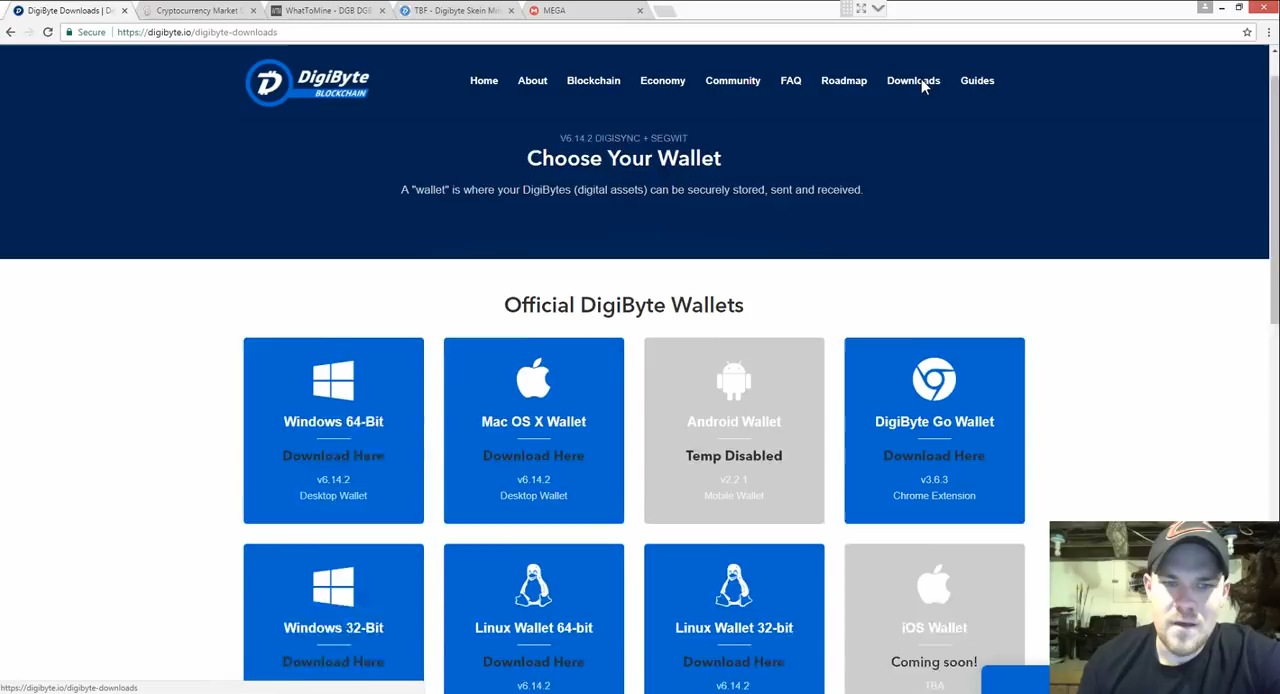 DigiByte Downloads | Di
Cryptocurrency Market
WhatToMine - DGB DGB
TBF - Digibyte Skein Min
MEGA
Secure
https://digibyte.io/digibyte-downloads
DigiByte
BLOCKCHAIN
Home
About
Blockchain
Economy
Community
FAQ
Roadmap
Downloads
Guides
V6.14.2 DIGISYNC + SEGWIT
Choose Your Wallet
A "wallet" is where your DigiBytes (digital assets) can be securely stored, sent and received.
Official DigiByte Wallets
Windows 64-Bit
Download Here
v6.14.2
Desktop Wallet
Mac OS X Wallet
Download Here
v6.14.2
Desktop Wallet
Android Wallet
Temp Disabled
v2.2.1
Mobile Wallet
DigiByte Go Wallet
Download Here
v3.6.3
Chrome Extension
Windows 32-Bit
Download Here
Linux Wallet 64-bit
Download Here
v6.14.2
Linux Wallet 32-bit
Download Here
v6.14.2
iOS Wallet
Coming soon!
TBA
https://digibyte.io/digibyte-downloads